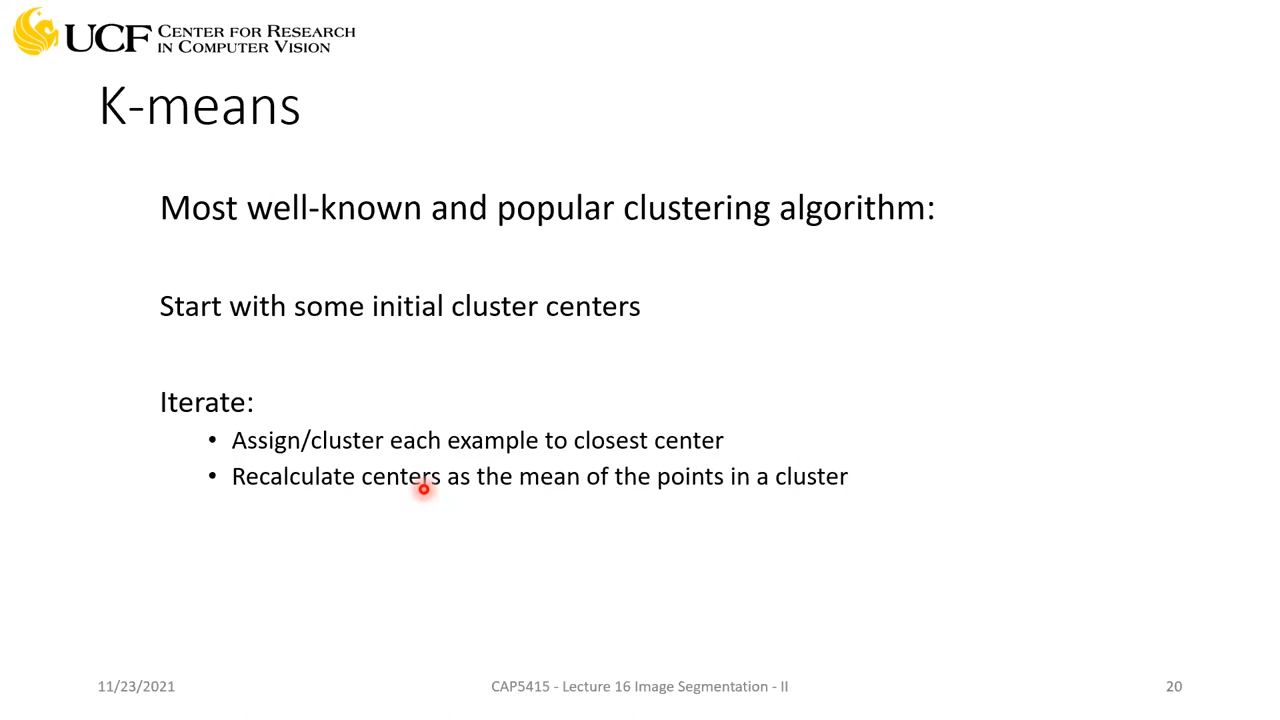 UCF CENTER FOR RESEARCH
IN COMPUTER VISION
K-means
Most well-known and popular clustering algorithm:
Start with some initial cluster centers
Iterate:
• Assign/cluster each example to closest center
• Recalculate centers as the mean of the points in a cluster
11/23/2021 CAP5415 - Lecture 16 Image Segmentation - II 20